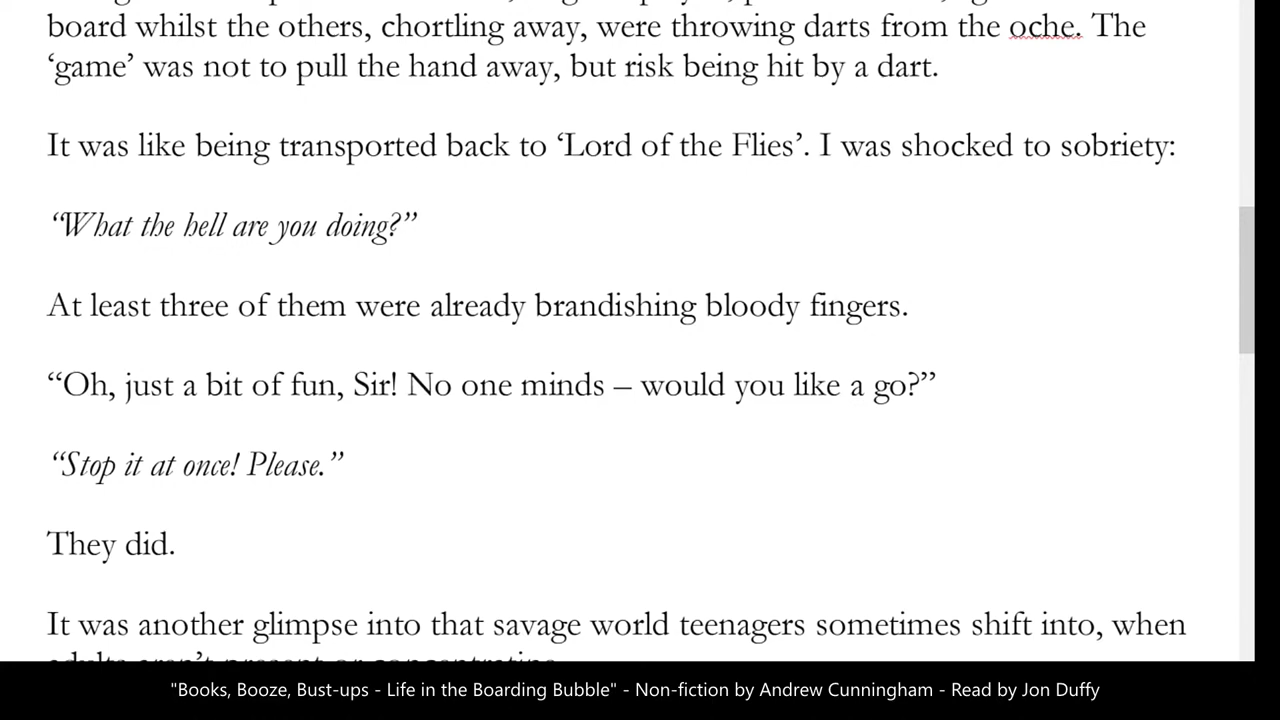 board whilst the others, chortling away, were throwing darts from the oche. The
‘game’ was not to pull the hand away, but risk being hit by a dart.
It was like being transported back to ‘Lord of the Flies’. I was shocked to sobriety:
“What the hell are you doing?”
At least three of them were already brandishing bloody fingers.
“Oh, just a bit of fun, Sir! No one minds – would you like a go?”
“Stop it at once! Please.”
They did.
It was another glimpse into that savage world teenagers sometimes shift into, when
adults aren’t present or concentrating.
"Books, Booze, Bust-ups - Life in the Boarding Bubble" - Non-fiction by Andrew Cunningham - Read by Jon Duffy